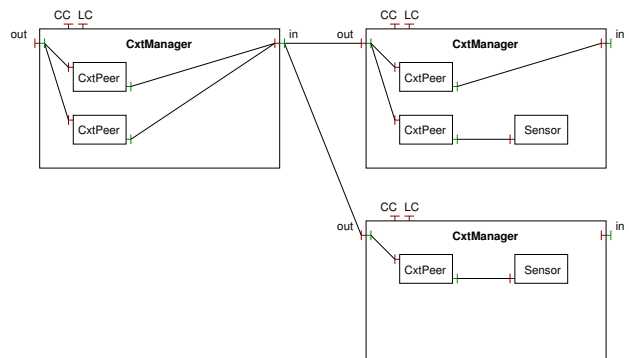 CC LC CC LC
out CxtManager in out CxtManager in
CxtPeer CxtPeer
CxtPeer CxtPeer Sensor
CC LC
out CxtManager in
CxtPeer Sensor